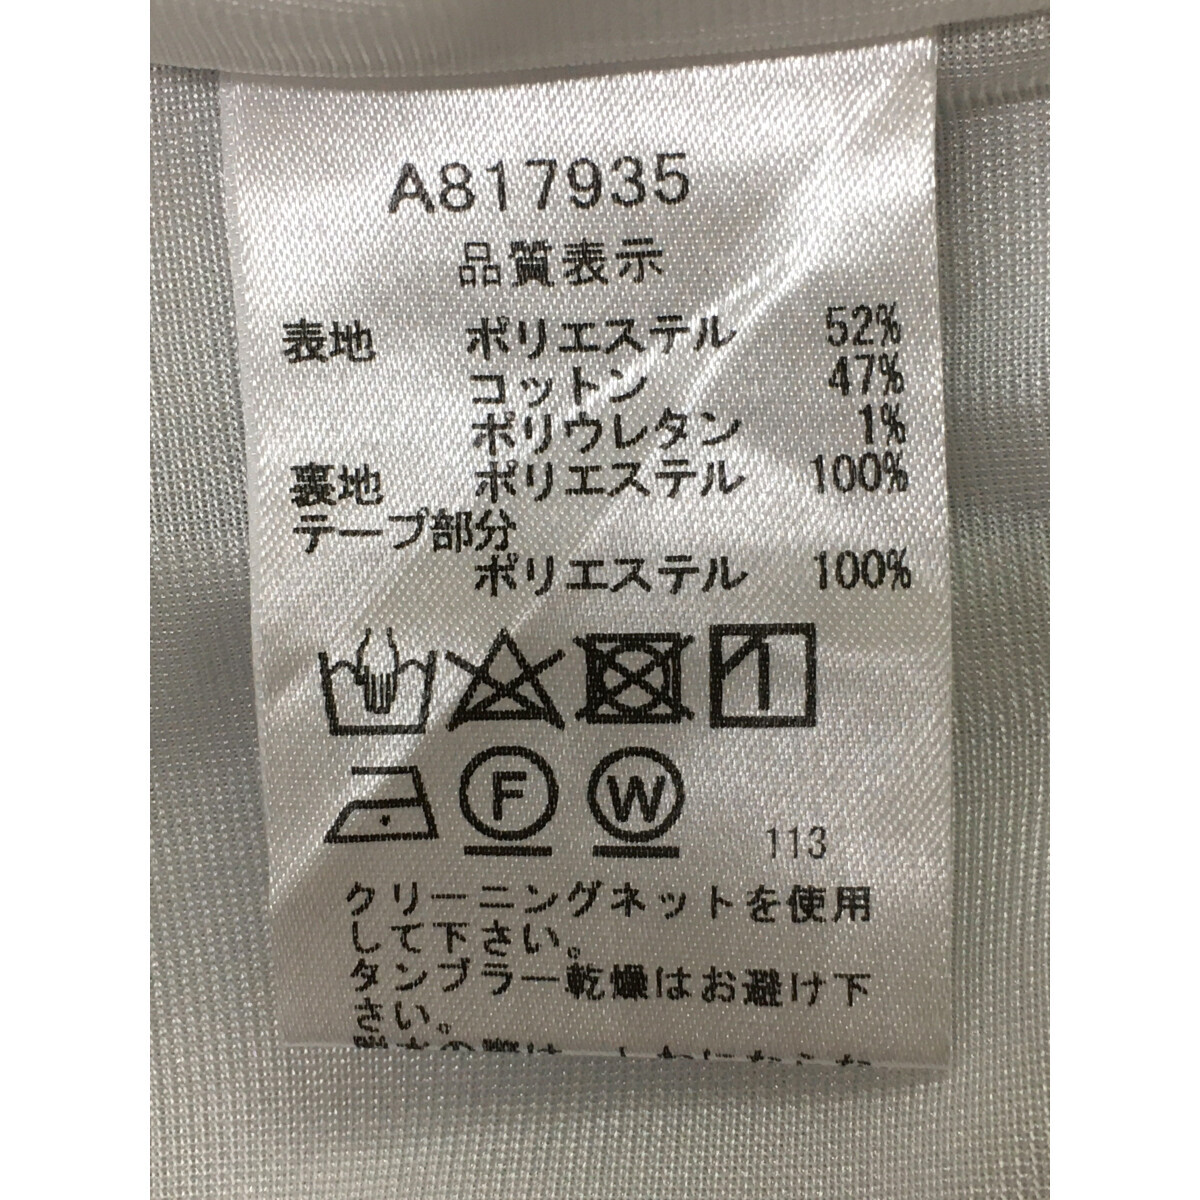 A817935
品質表示
表地 ポリエステル 52%
コットン 47%
ポリウレタン 1%
裏地 ポリエステル 100%
テープ部分
ポリエステル 100%
F W 113
クリーニングネットを使用
して下さい。
タンブラー乾燥はお避け下
さい。